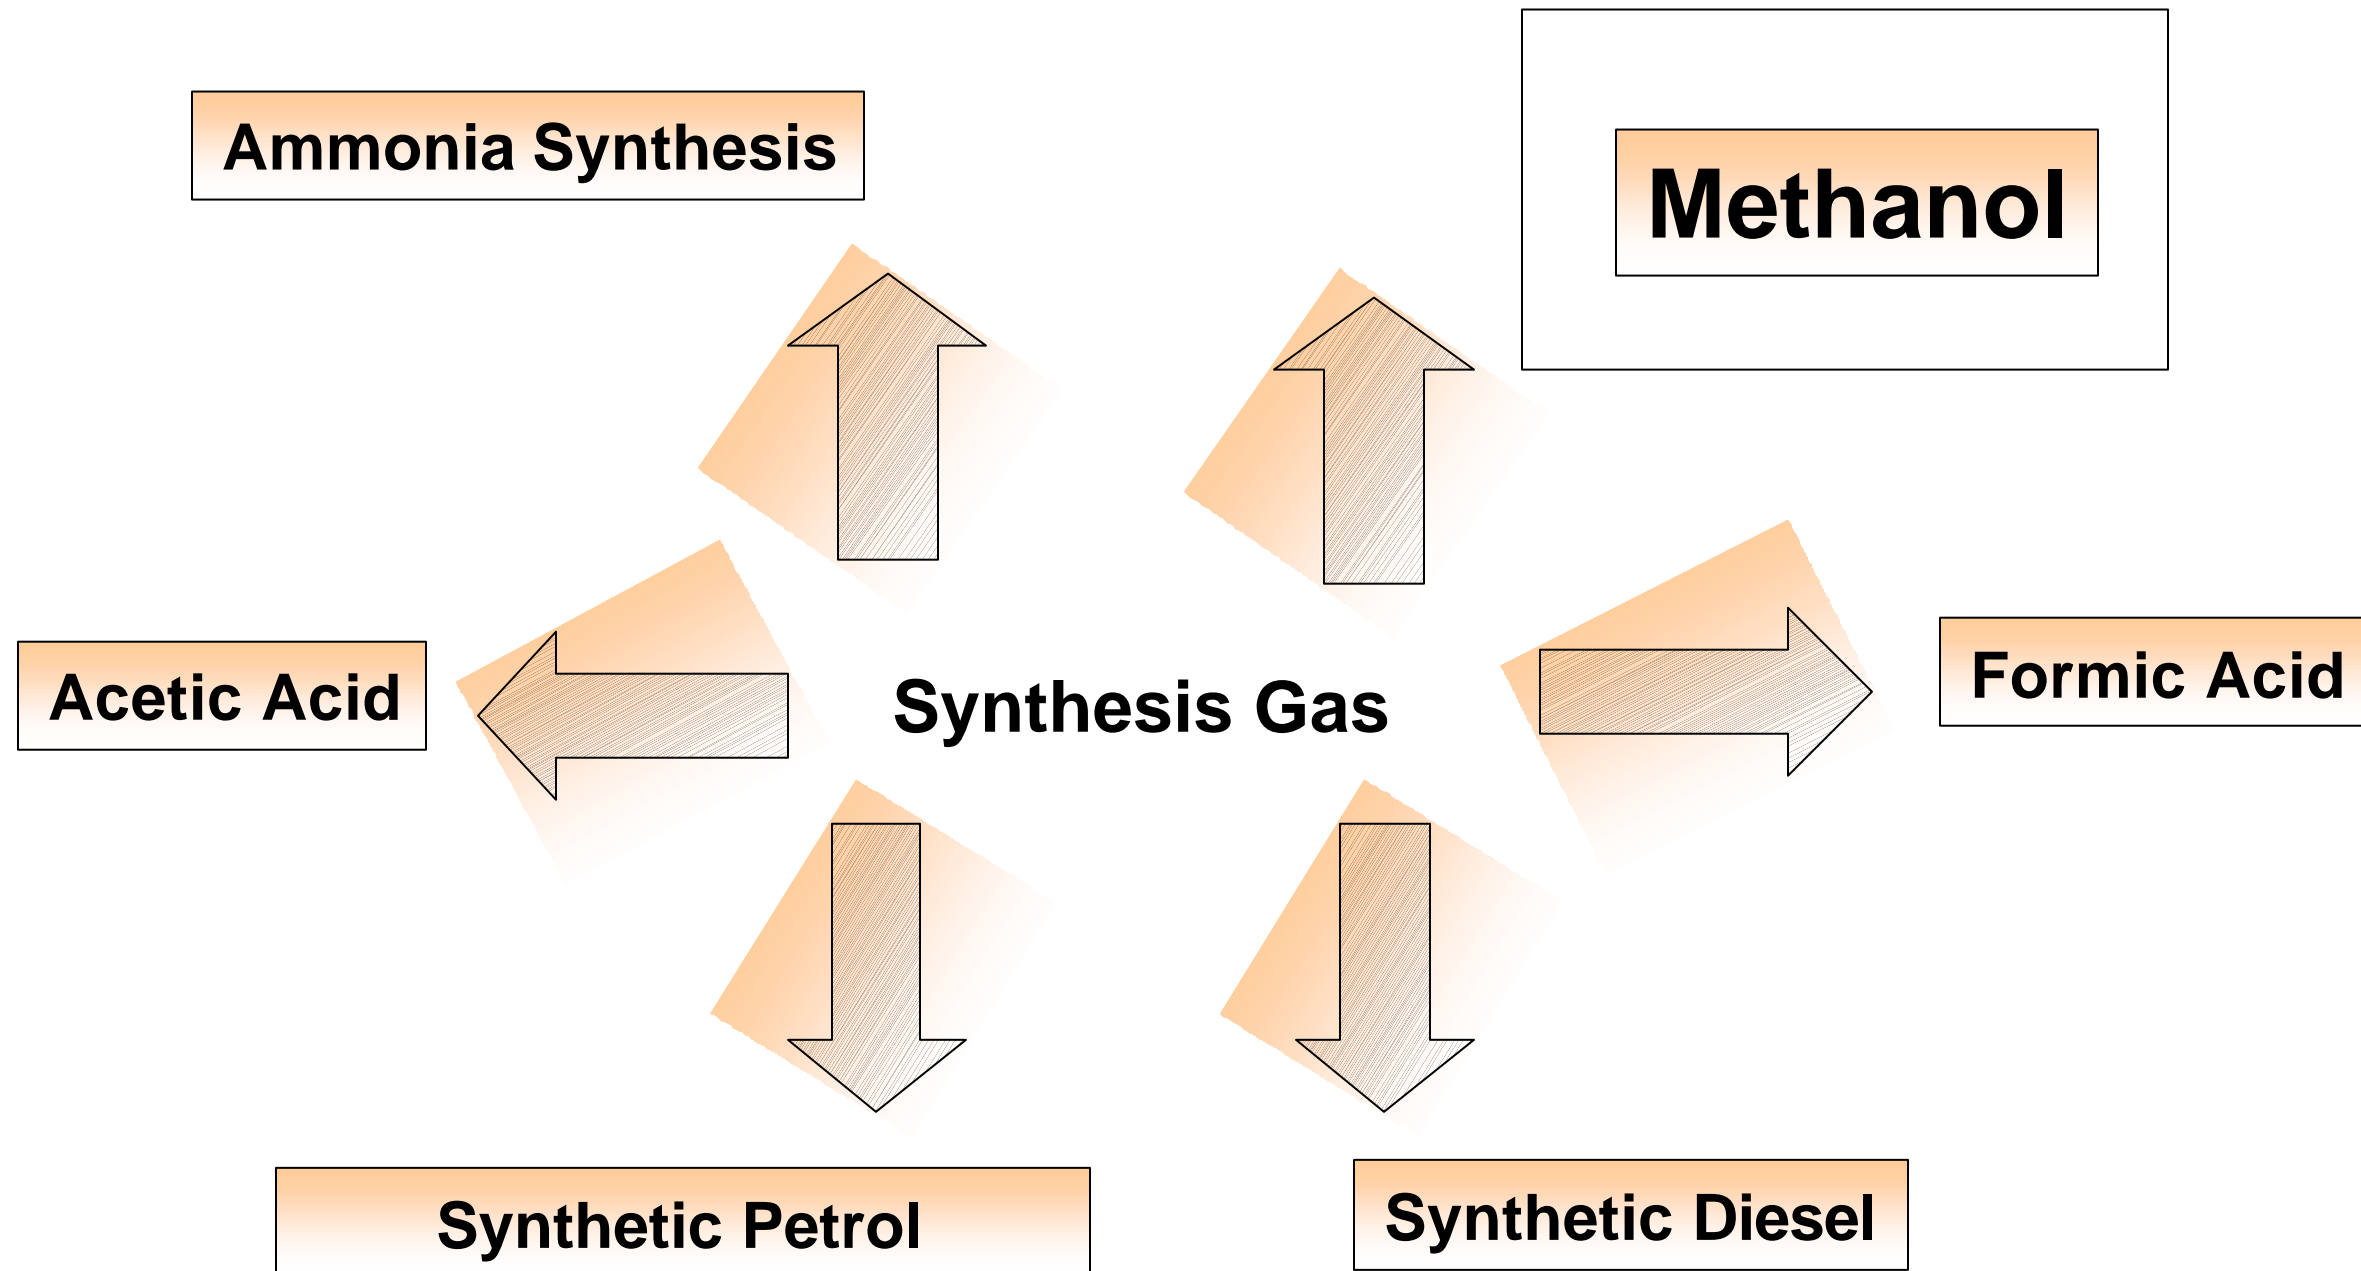 Ammonia Synthesis
Methanol
Acetic Acid
Synthesis Gas
Formic Acid
Synthetic Petrol
Synthetic Diesel